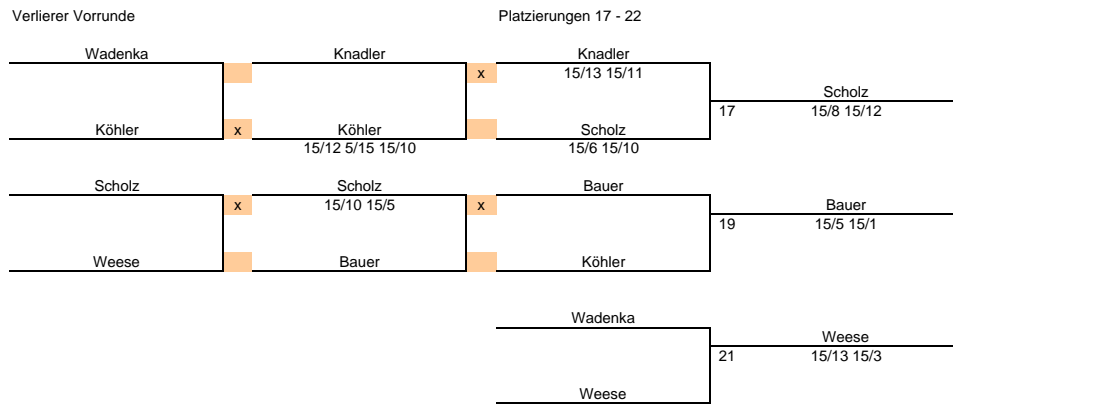 Verlierer Vorrunde Platzierungen 17 - 22
Wadenka Knadler Knadler
x 15/13 15/11
Scholz
17 15/8 15/12
Köhler x Köhler Scholz
15/12 5/15 15/10 15/6 15/10
Scholz Scholz Bauer
x 15/10 15/5 x Bauer
19 15/5 15/1
Weese Bauer Köhler
Wadenka
Weese
21 15/13 15/3
Weese